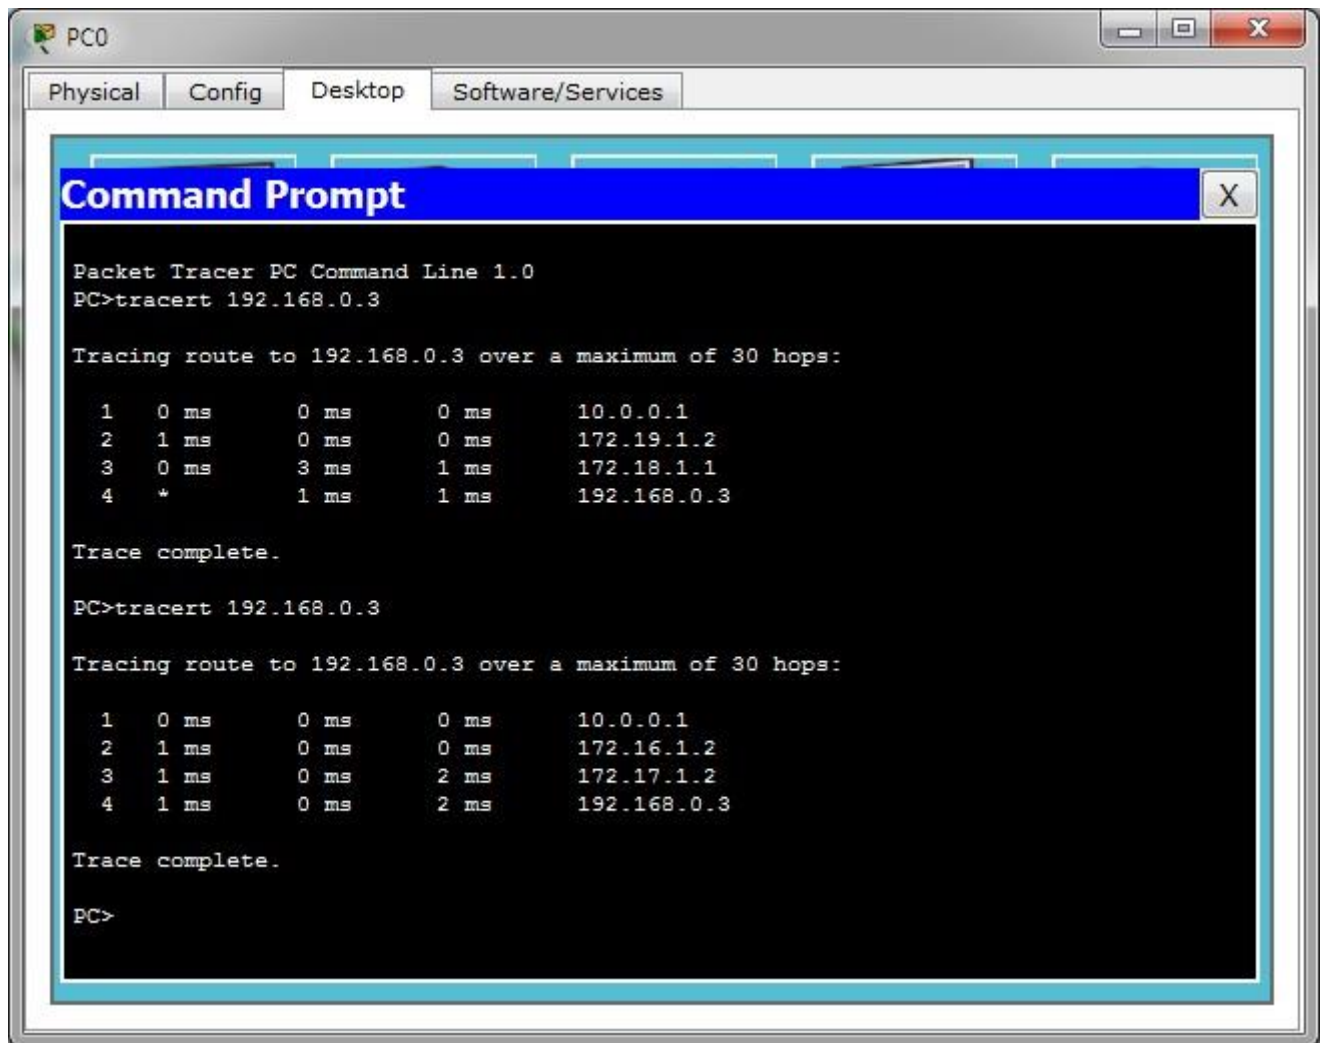 PC0
Physical Config Desktop Software/Services
Command Prompt X
Packet Tracer PC Command Line 1.0
PC>tracert 192.168.0.3
Tracing route to 192.168.0.3 over a maximum of 30 hops:
1 0 ms 0 ms 0 ms 10.0.0.1
2 1 ms 0 ms 0 ms 172.19.1.2
3 0 ms 3 ms 1 ms 172.18.1.1
4 * 1 ms 1 ms 192.168.0.3
Trace complete.
PC>tracert 192.168.0.3
Tracing route to 192.168.0.3 over a maximum of 30 hops:
1 0 ms 0 ms 0 ms 10.0.0.1
2 1 ms 0 ms 0 ms 172.16.1.2
3 1 ms 0 ms 2 ms 172.17.1.2
4 1 ms 0 ms 2 ms 192.168.0.3
Trace complete.
PC>